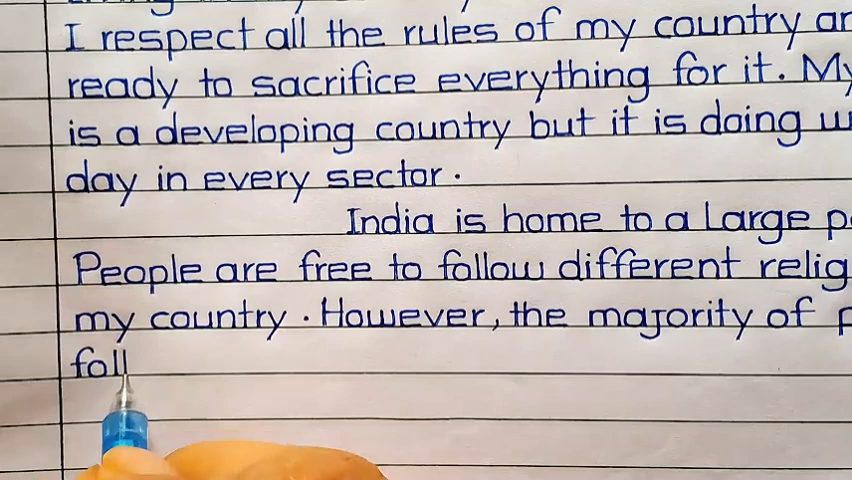 I respect all the rules of my country
ready to sacrifice everything for it. My
is a developing country but it is doing
day in every sector.
India is home to a large
People are free to follow different
my country. However, the majority of
foll